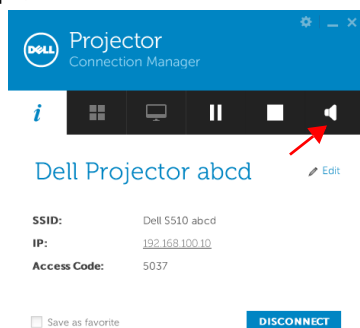 DELL
Projector
Connection Manager
i
Dell Projector abcd
Edit
SSID: Dell S510 abcd
IP: 192.168.100.10
Access Code: 5037
Save as favorite
DISCONNECT